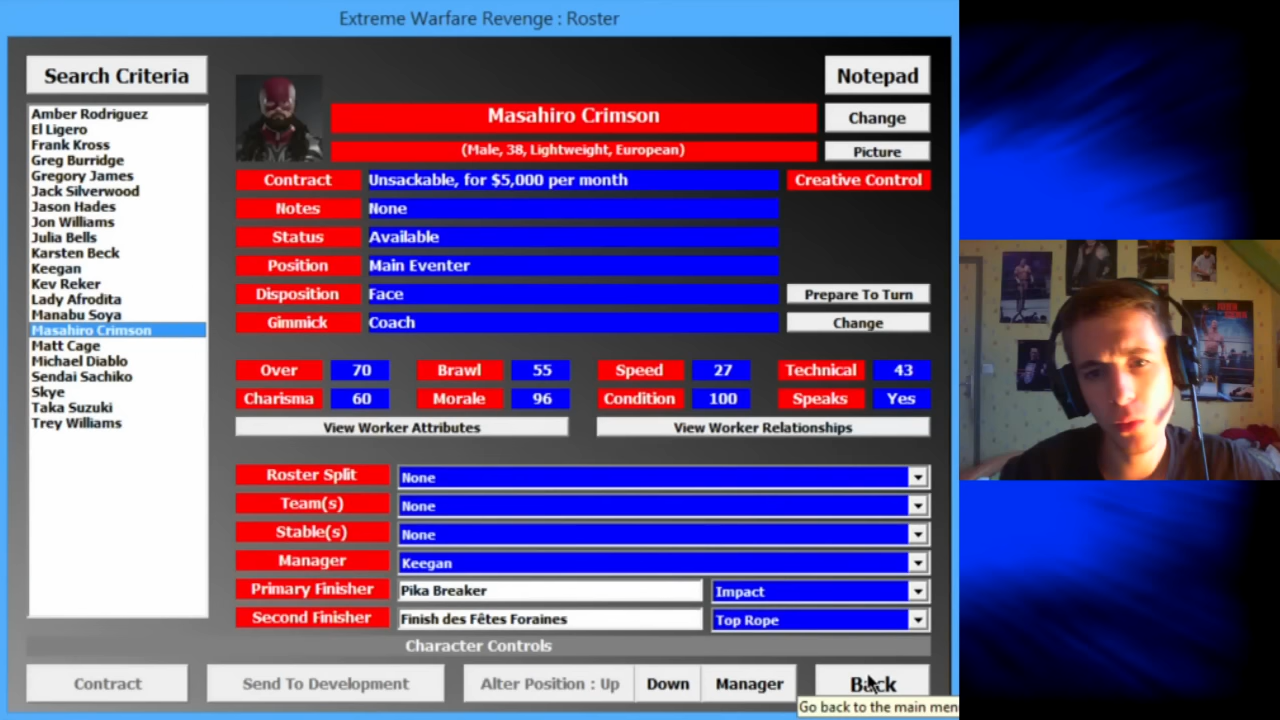 Extreme Warfare Revenge : Roster
Search Criteria
Notepad
Amber Rodriguez
El Ligero
Frank Kross
Greg Burridge
Gregory James
Jack Silverwood
Jason Hades
Jon Williams
Julia Bells
Karsten Beck
Keegan
Kev Reker
Lady Afrodita
Manabu Soya
Masahiro Crimson
Matt Cage
Michael Diablo
Sendai Sachiko
Skye
Taka Suzuki
Trey Williams
Masahiro Crimson
Change
(Male, 38, Lightweight, European)
Picture
Contract Unsackable, for $5,000 per month Creative Control
Notes None
Status Available
Position Main Eventer
Disposition Face Prepare To Turn
Gimmick Coach Change
Over 70 Brawl 55 Speed 27 Technical 43
Charisma 60 Morale 96 Condition 100 Speaks Yes
View Worker Attributes View Worker Relationships
Roster Split None
Team(s) None
Stable(s) None
Manager Keegan
Primary Finisher Pika Breaker Impact
Second Finisher Finish des Fêtes Foraines Top Rope
Character Controls
Contract Send To Development Alter Position : Up Down Manager Back
Go back to the main men